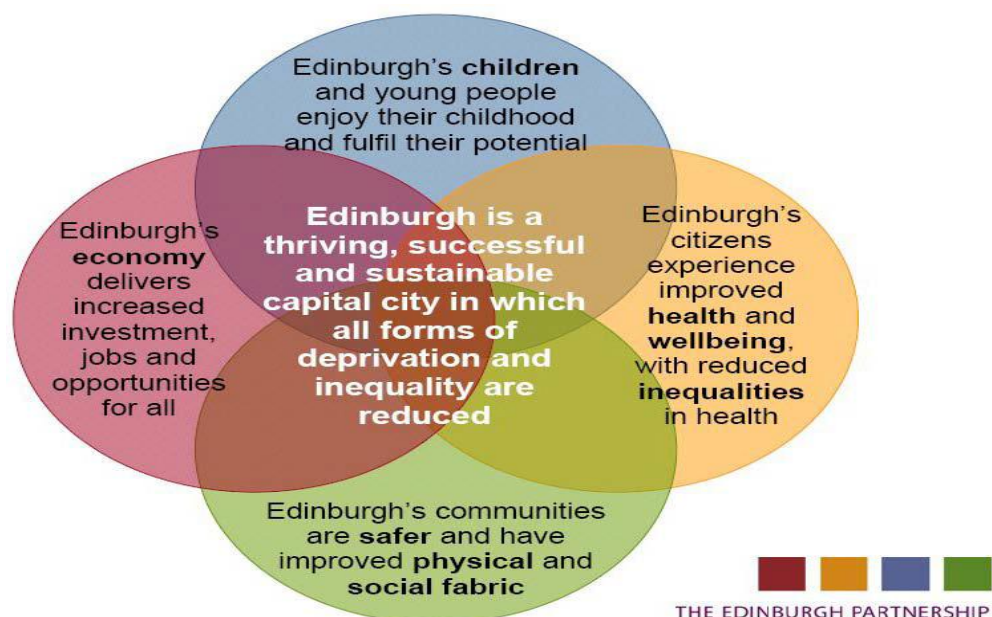 Edinburgh’s children
and young people
enjoy their childhood
and fulfil their potential
Edinburgh’s
economy
delivers
increased
investment,
jobs and
opportunities
for all
Edinburgh is a
thriving, successful
and sustainable
capital city in which
all forms of
deprivation and
inequality are
reduced
Edinburgh’s
citizens
experience
improved
health and
wellbeing,
with reduced
inequalities
in health
Edinburgh’s communities
are safer and have
improved physical and
social fabric
THE EDINBURGH PARTNERSHIP